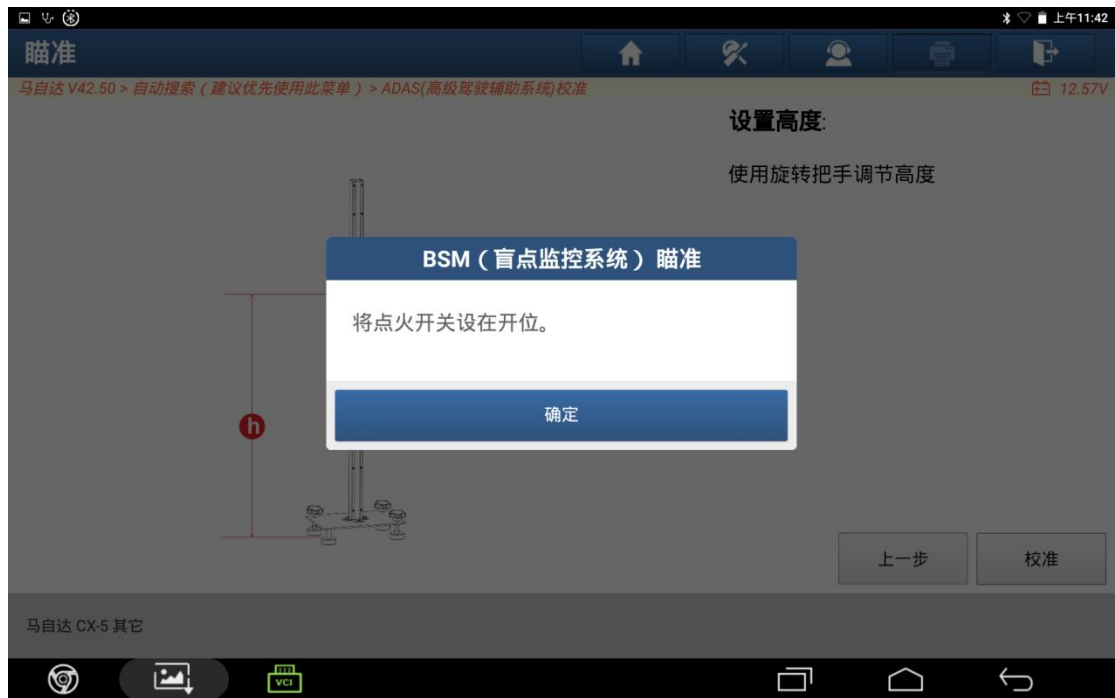 上午11:42
瞄准
马自达 V42.50 > 自动搜索（建议优先使用此菜单）> ADAS(高级驾驶辅助系统)校准
12.57V
设置高度:
使用旋转把手调节高度
BSM（盲点监控系统）瞄准
将点火开关设在开位。
确定
h
上一步
校准
马自达 CX-5 其它
VCI